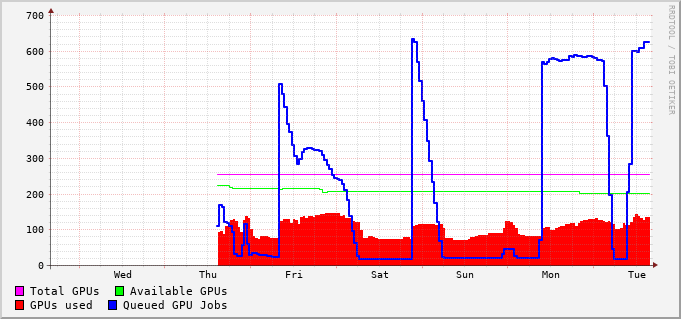 700
600
500
400
300
200
100
0
Wed Thu Fri Sat Sun Mon Tue
Total GPUs Available GPUs
GPUs used Queued GPU Jobs
RRDTOOL / TOBI OETIKER